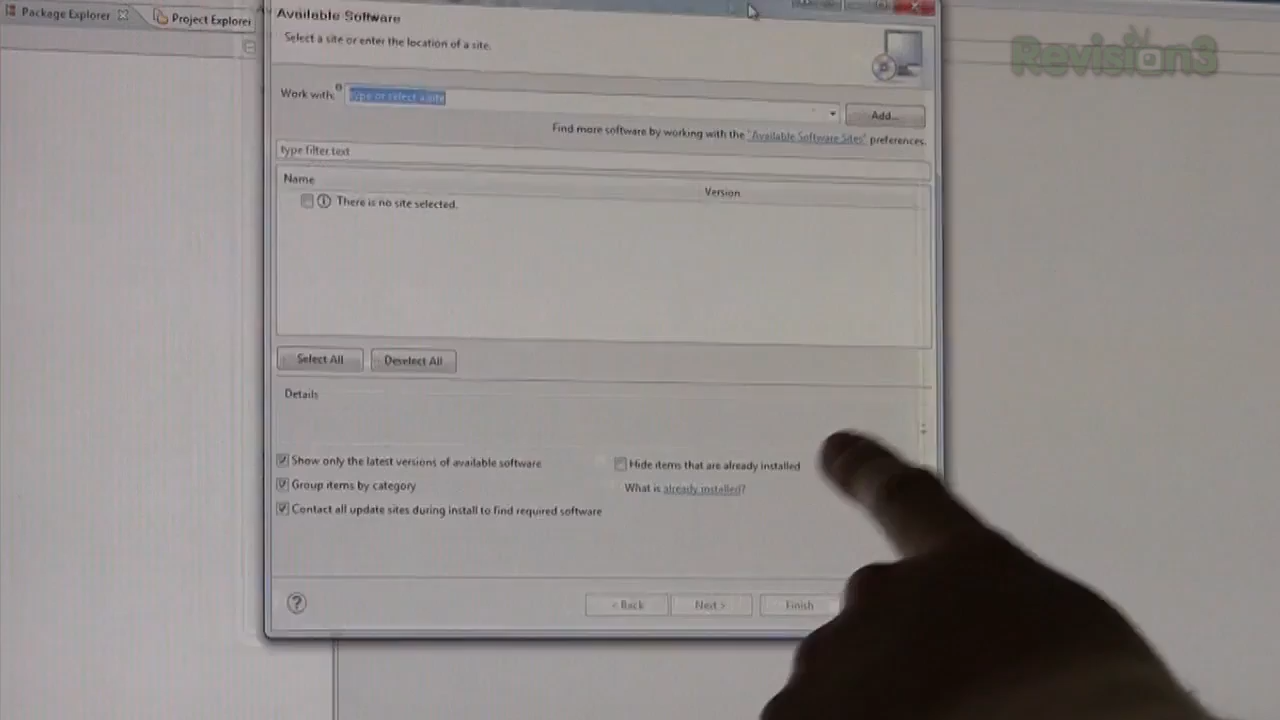 Package Explorer
Project Explorer
Revision3
Available Software
Select a site or enter the location of a site.
Work with:
type or select a site
Add...
Find more software by working with the "Available Software Sites" preferences.
type filter text
Name
Version
There is no site selected.
Select All
Deselect All
Details
Show only the latest versions of available software
Hide items that are already installed
Group items by category
What is already installed?
Contact all update sites during install to find required software
?
< Back
Next >
Finish